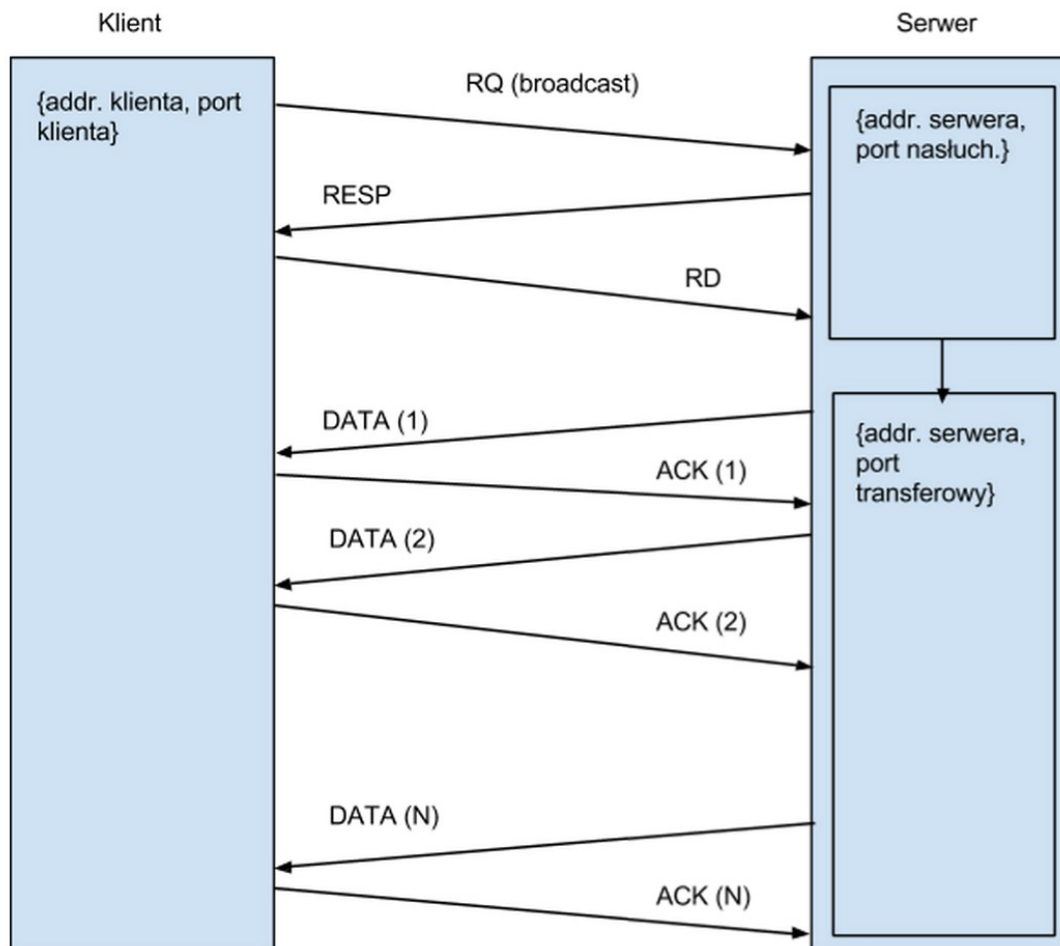 Klient
Serwer
{addr. klienta, port
klienta}
RQ (broadcast)
{addr. serwera,
port nasłuch.}
RESP
RD
DATA (1)
{addr. serwera,
port
transferowy}
ACK (1)
DATA (2)
ACK (2)
DATA (N)
ACK (N)